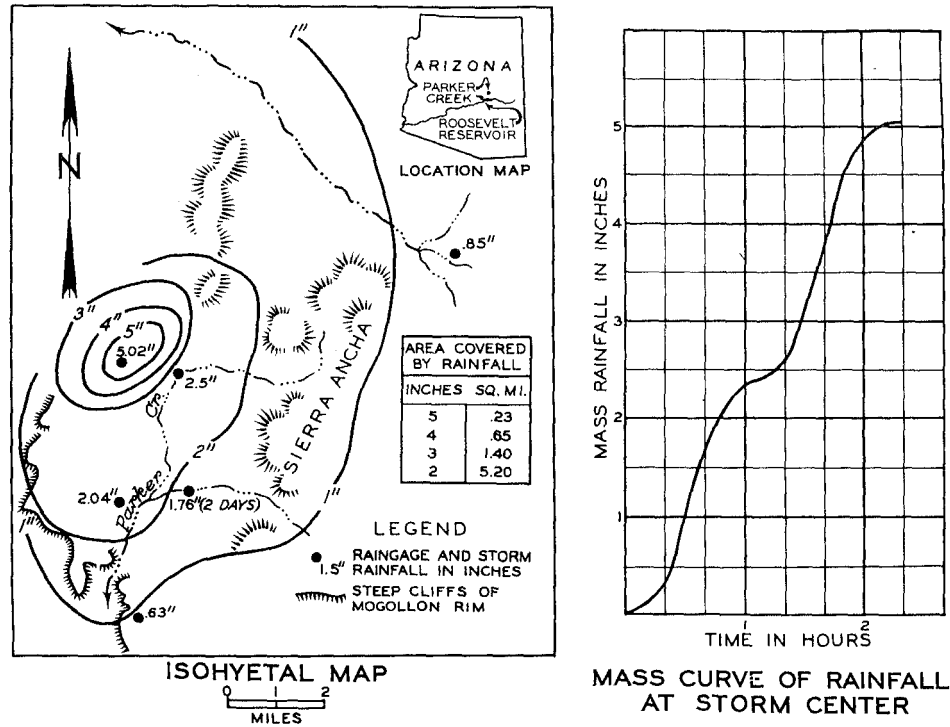 1"
ARIZONA
PARKER
CREEK
ROOSEVELT
RESERVOIR
LOCATION MAP
N
.85"
3"
4"
5"
5.02"
2.5"
Cr.
2"
SIERRA ANCHA
AREA COVERED
BY RAINFALL
INCHES SQ. MI.
5 .23
4 .65
3 1.40
2 5.20
2.04"
Parker
1.76" (2 DAYS)
1"
1"
.63"
LEGEND
1.5" RAINGAGE AND STORM
RAINFALL IN INCHES
STEEP CLIFFS OF
MOGOLLON RIM
ISOHYETAL MAP
0 1 2
MILES
MASS RAINFALL IN INCHES
5
4
3
2
1
1 2
TIME IN HOURS
MASS CURVE OF RAINFALL
AT STORM CENTER